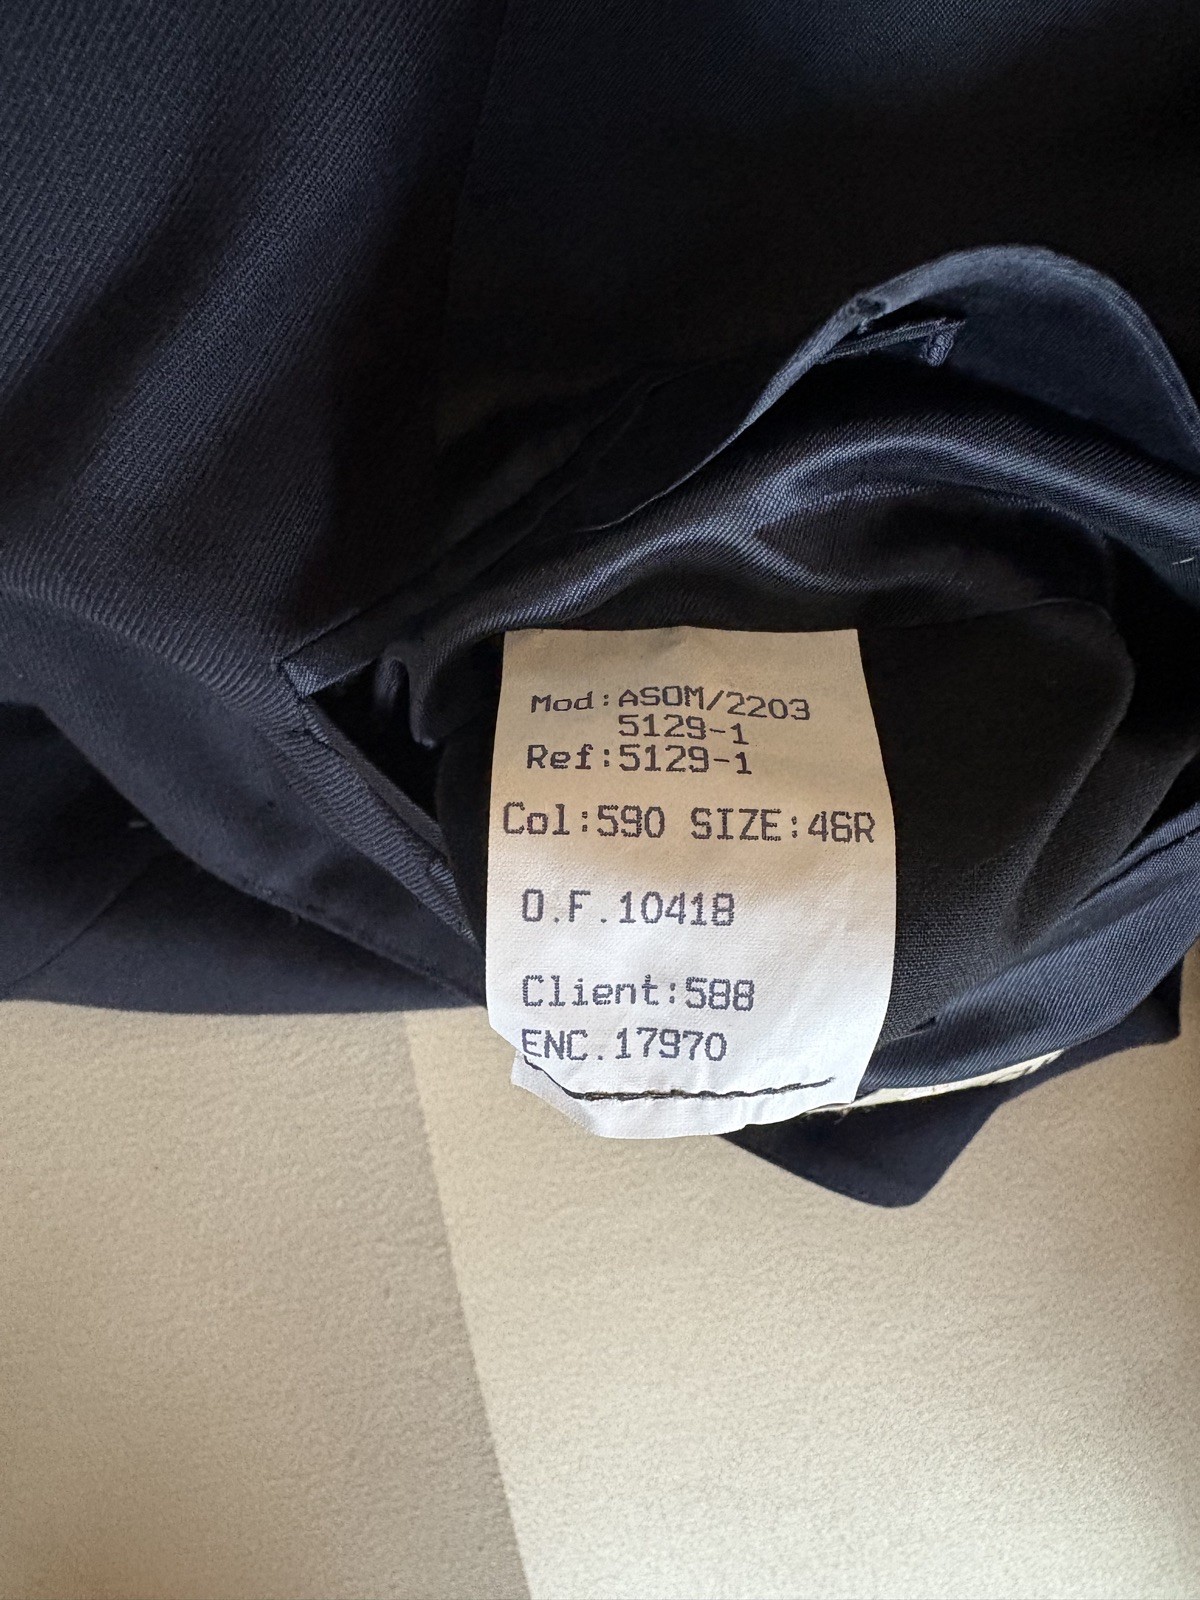 Mod:ASOM/2203
5129-1
Ref:5129-1
Col:590 SIZE:46R
O.F.10418
Client:588
ENC.17970